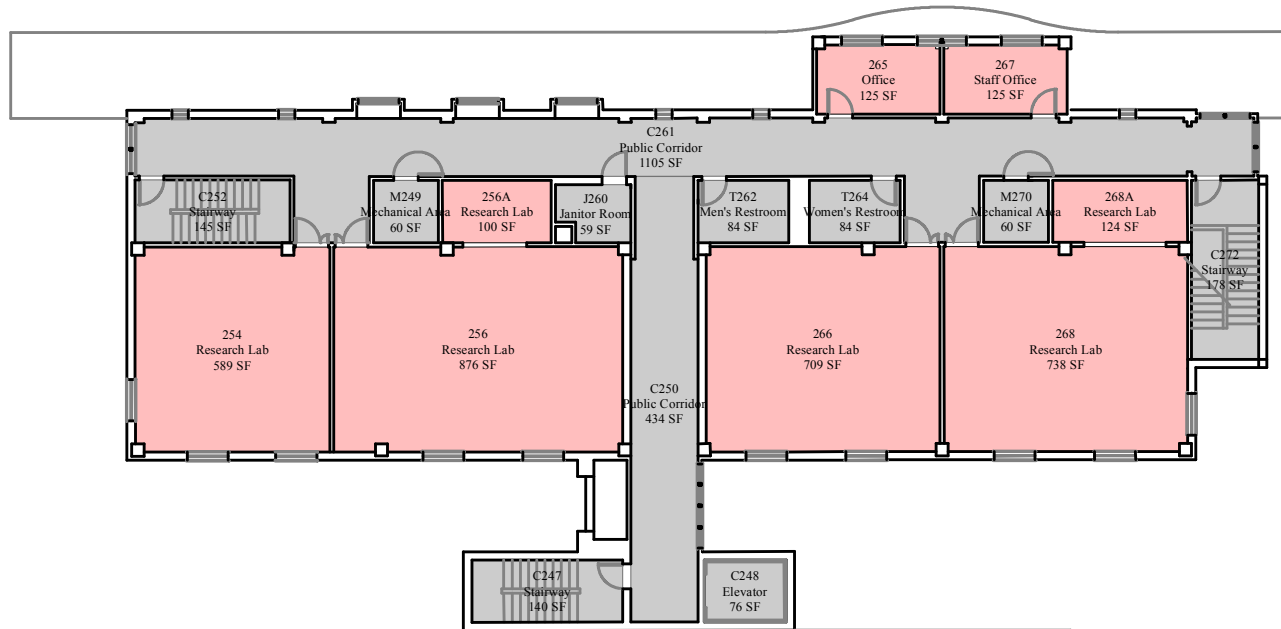 265
Office
125 SF
267
Staff Office
125 SF
C261
Public Corridor
1105 SF
C252
Stairway
145 SF
M249
Mechanical Area
60 SF
256A
Research Lab
100 SF
J260
Janitor Room
59 SF
T262
Men's Restroom
84 SF
T264
Women's Restroom
84 SF
M270
Mechanical Area
60 SF
268A
Research Lab
124 SF
C272
Stairway
178 SF
254
Research Lab
589 SF
256
Research Lab
876 SF
266
Research Lab
709 SF
268
Research Lab
738 SF
C250
Public Corridor
434 SF
C247
Stairway
140 SF
C248
Elevator
76 SF